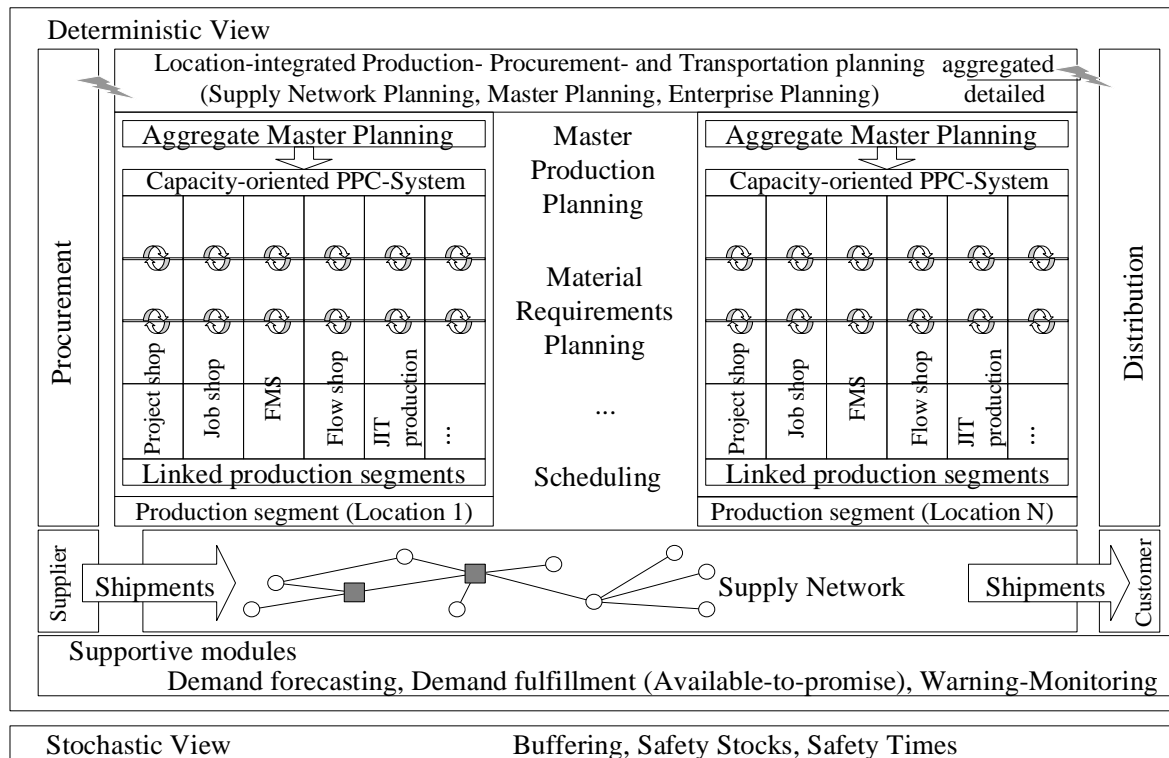 Deterministic View
Location-integrated Production- Procurement- and Transportation planning
(Supply Network Planning, Master Planning, Enterprise Planning)
aggregated
detailed
Procurement
Aggregate Master Planning
Capacity-oriented PPC-System
Project shop
Job shop
FMS
Flow shop
JIT
production
...
Linked production segments
Production segment (Location 1)
Master
Production
Planning
Material
Requirements
Planning
...
Scheduling
Aggregate Master Planning
Capacity-oriented PPC-System
Project shop
Job shop
FMS
Flow shop
JIT
production
...
Linked production segments
Production segment (Location N)
Distribution
Supplier
Shipments
Supply Network
Shipments
Customer
Supportive modules
Demand forecasting, Demand fulfillment (Available-to-promise), Warning-Monitoring
Stochastic View
Buffering, Safety Stocks, Safety Times